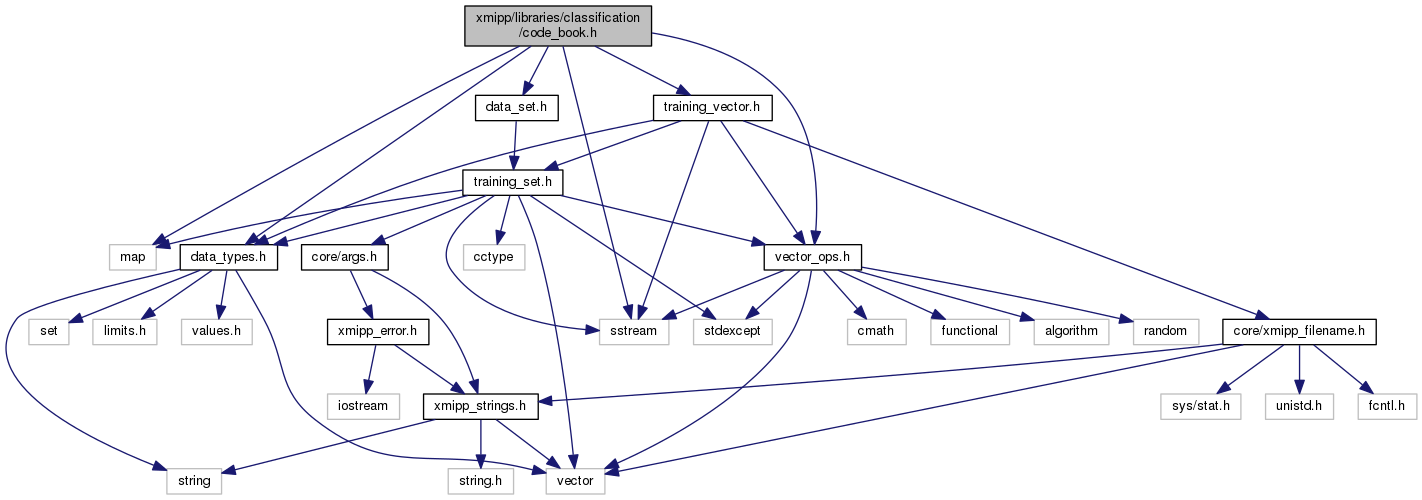 xmipp/libraries/classification
/code_book.h
data_set.h
training_vector.h
training_set.h
map
data_types.h
core/args.h
cctype
vector_ops.h
set
limits.h
values.h
xmipp_error.h
sstream
stdexcept
cmath
functional
algorithm
random
core/xmipp_filename.h
iostream
xmipp_strings.h
sys/stat.h
unistd.h
fcntl.h
string
string.h
vector